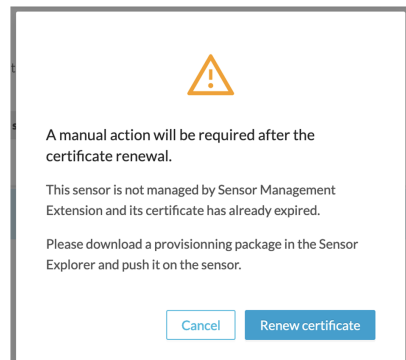 A manual action will be required after the
certificate renewal.
This sensor is not managed by Sensor Management
Extension and its certificate has already expired.
Please download a provisionning package in the Sensor
Explorer and push it on the sensor.
Cancel
Renew certificate